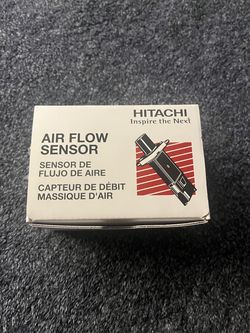 HITACHI
Inspire the Next
AIR FLOW
SENSOR
SENSOR DE
FLUJO DE AIRE
CAPTEUR DE DÉBIT
MASSIQUE D'AIR